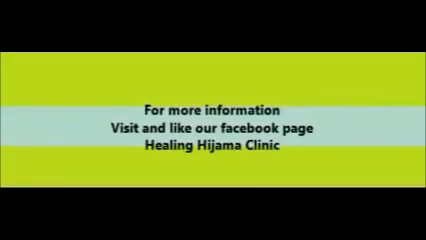 For more information
Visit and like our facebook page
Healing Hijama Clinic